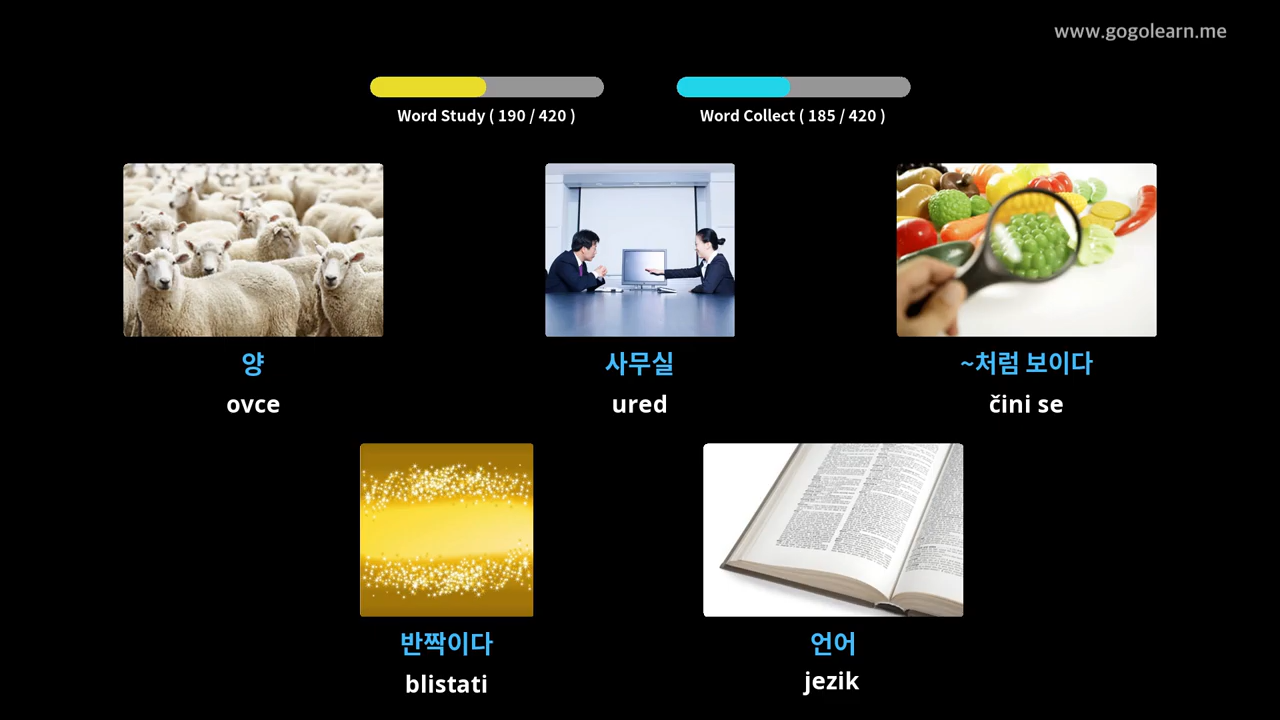 www.gogolearn.me
Word Study ( 190 / 420 )
Word Collect ( 185 / 420 )
양
사무실
~처럼 보이다
ovce
ured
čini se
반짝이다
언어
blistati
jezik